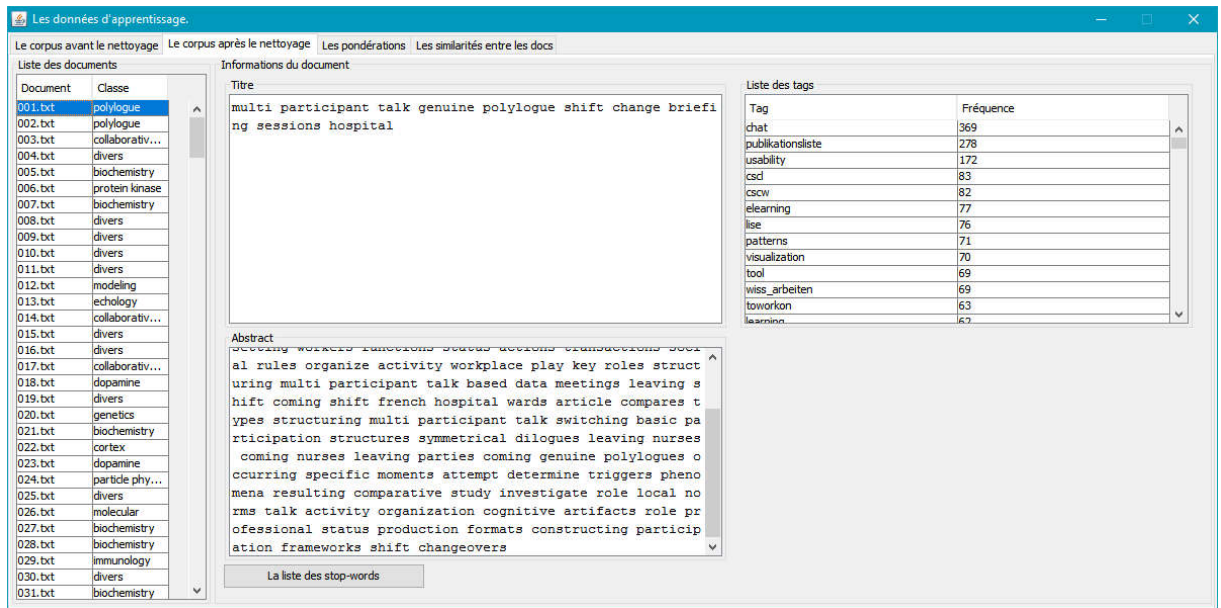 Les données d'apprentissage.
Le corpus avant le nettoyage Le corpus après le nettoyage Les pondérations Les similarités entre les docs
Liste des documents
Document Classe
001.txt polylogue
002.txt polylogue
003.txt collaborativ...
004.txt divers
005.txt biochemistry
006.txt protein kinase
007.txt biochemistry
008.txt divers
009.txt divers
010.txt divers
011.txt divers
012.txt modeling
013.txt echology
014.txt collaborativ...
015.txt divers
016.txt divers
017.txt collaborativ...
018.txt dopamine
019.txt divers
020.txt genetics
021.txt biochemistry
022.txt cortex
023.txt dopamine
024.txt particle phy...
025.txt divers
026.txt molecular
027.txt biochemistry
028.txt biochemistry
029.txt immunology
030.txt divers
031.txt biochemistry
Informations du document
Titre
multi participant talk genuine polylogue shift change briefi
ng sessions hospital
Abstract
setting workers functions status actions transactions soci
al rules organize activity workplace play key roles struct
uring multi participant talk based data meetings leaving s
hift coming shift french hospital wards article compares t
ypes structuring multi participant talk switching basic pa
rticipation structures symmetrical dilogues leaving nurses
coming nurses leaving parties coming genuine polylogues o
ccurring specific moments attempt determine triggers pheno
mena resulting comparative study investigate role local no
rms talk activity organization cognitive artifacts role pr
ofessional status production formats constructing particip
ation frameworks shift changeovers
La liste des stop-words
Liste des tags
Tag Fréquence
chat 369
publikationsliste 278
usability 172
cscl 83
cscw 82
elearning 77
lise 76
patterns 71
visualization 70
tool 69
wiss_arbeiten 69
toworkon 63
learning 62